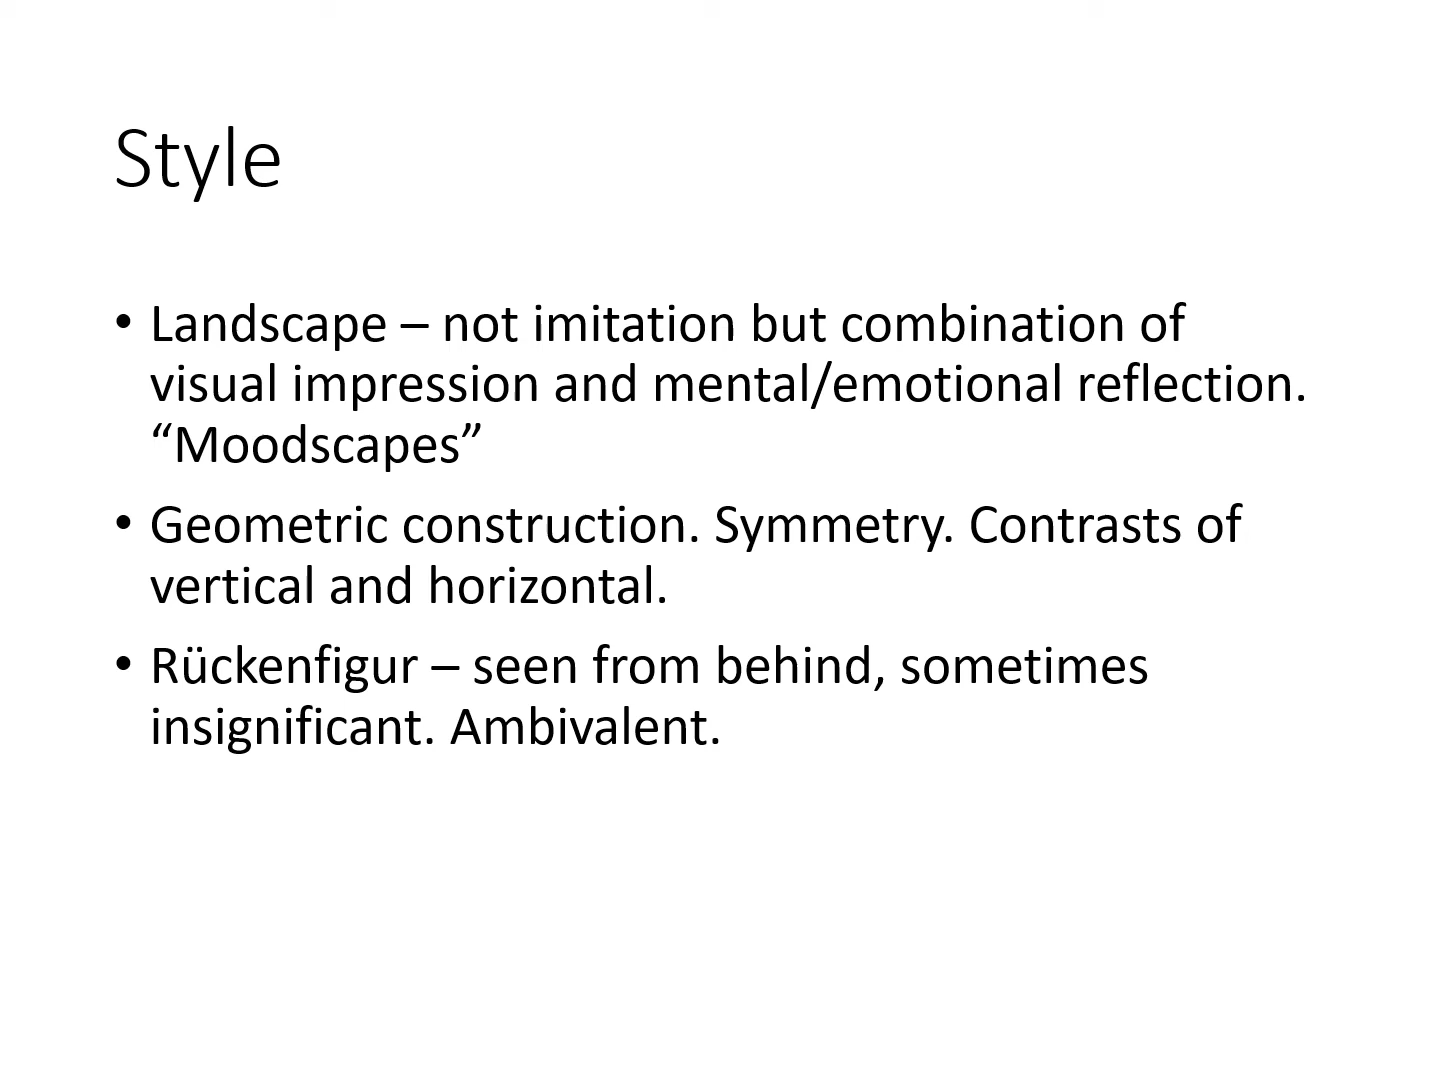 Style
• Landscape – not imitation but combination of
visual impression and mental/emotional reflection.
“Moodscapes”
• Geometric construction. Symmetry. Contrasts of
vertical and horizontal.
• Rückenfigur – seen from behind, sometimes
insignificant. Ambivalent.